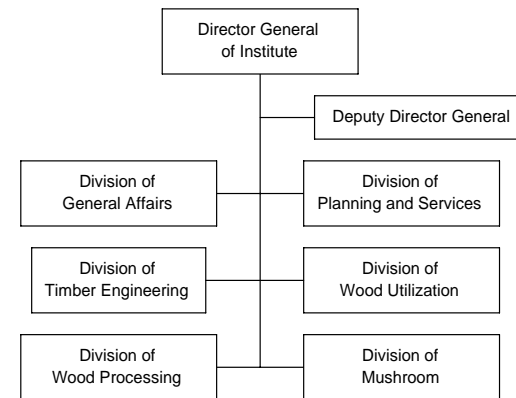 Director General
of Institute
Deputy Director General
Division of
General Affairs
Division of
Planning and Services
Division of
Timber Engineering
Division of
Wood Utilization
Division of
Wood Processing
Division of
Mushroom